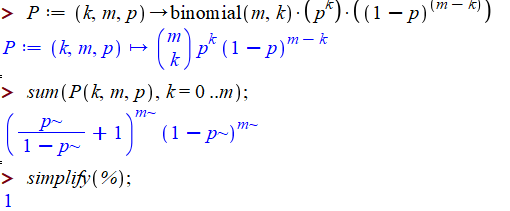 > P := (k, m, p) → binomial(m, k)·(p^k)·((1 − p)^(m − k))
P := (k, m, p) ↦ (m k) p^k (1 − p)^(m − k)
> sum(P(k, m, p), k = 0 ..m);
(p~/(1 − p~) + 1)^m~ (1 − p~)^m~
> simplify(%);
1